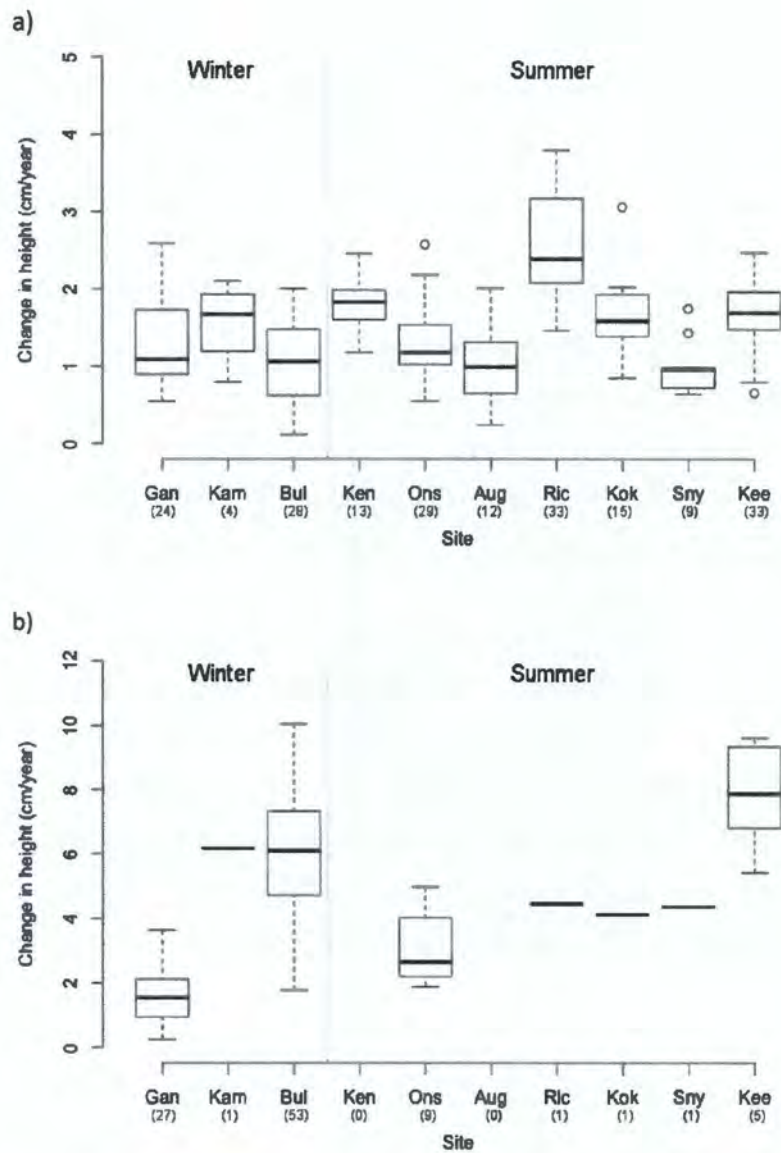 a)
Winter Summer
Change in height (cm/year)
5
4
3
2
1
0
Gan Kam Bul Ken Ons Aug Ric Kok Sny Kee
(24) (4) (28) (13) (29) (12) (33) (15) (9) (33)
Site
b)
Winter Summer
Change in height (cm/year)
12
10
8
6
4
2
0
Gan Kam Bul Ken Ons Aug Ric Kok Sny Kee
(27) (1) (53) (0) (9) (0) (1) (1) (1) (5)
Site